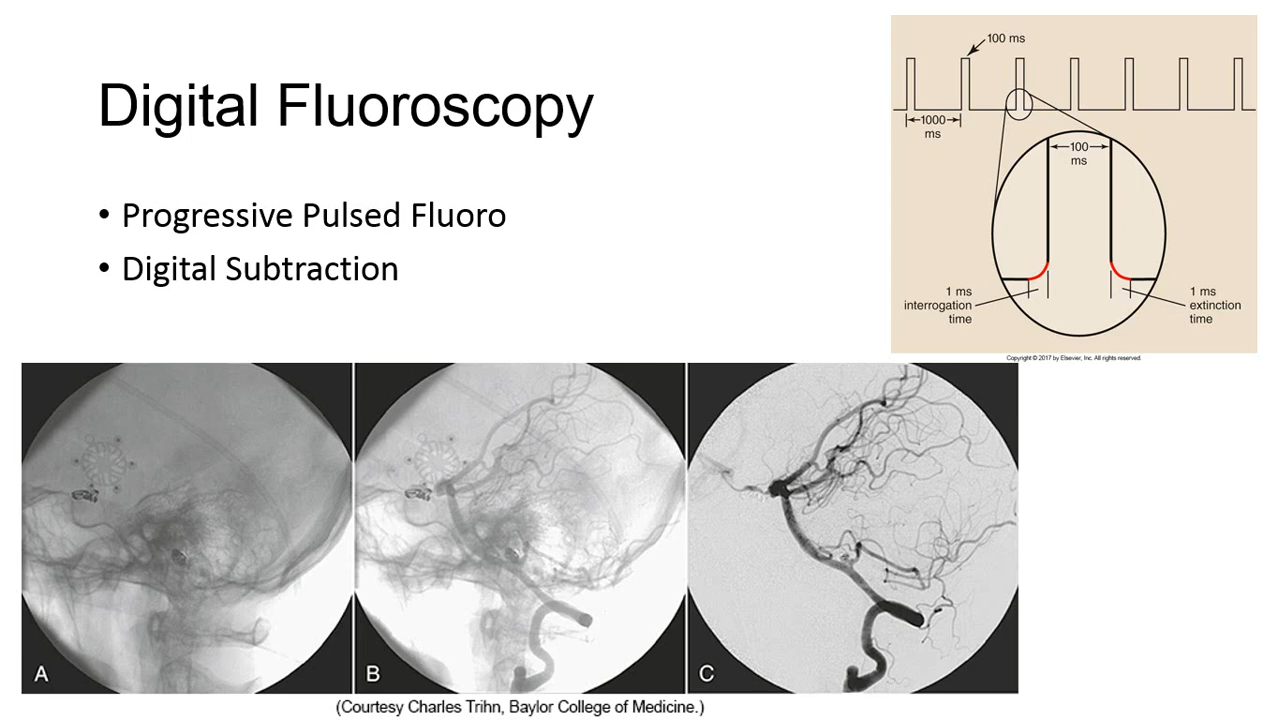 Digital Fluoroscopy
• Progressive Pulsed Fluoro
• Digital Subtraction
100 ms
1000
ms
100
ms
1 ms
interrogation
time
1 ms
extinction
time
Copyright © 2017 by Elsevier, Inc. All rights reserved.
A
B
C
(Courtesy Charles Trihn, Baylor College of Medicine.)